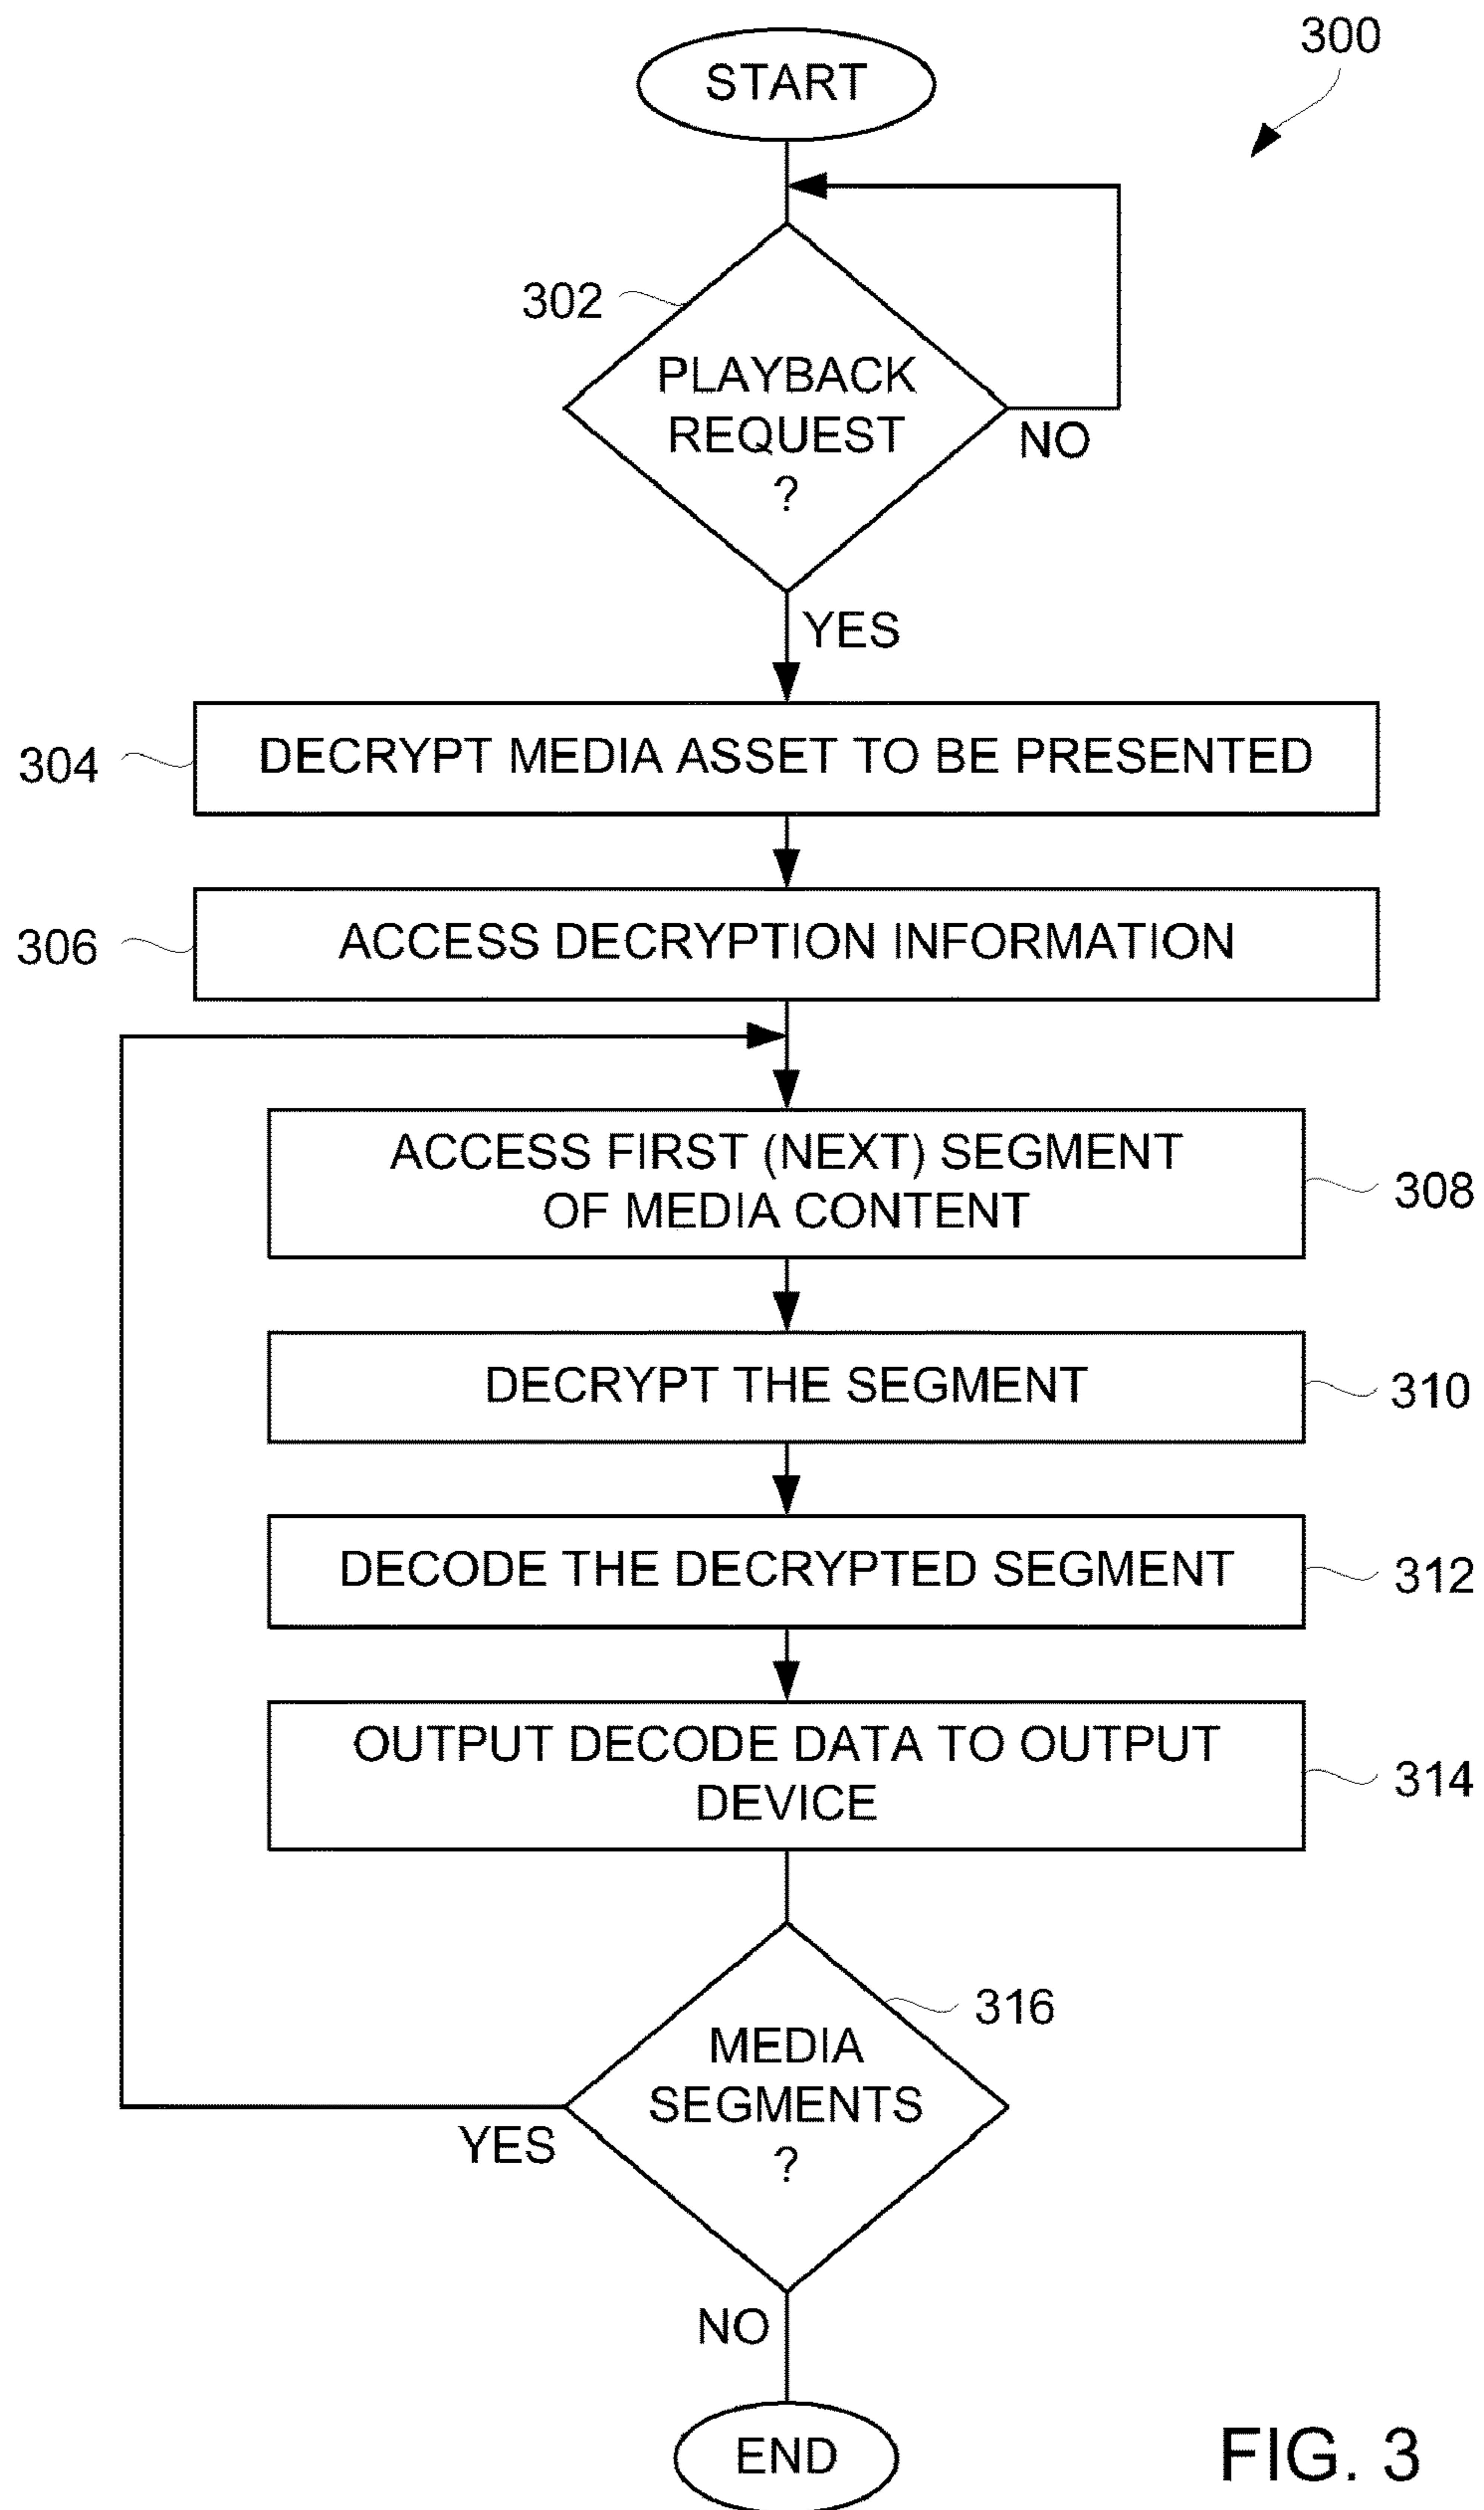 START
300
302
PLAYBACK
REQUEST
?
NO
YES
304
DECRYPT MEDIA ASSET TO BE PRESENTED
306
ACCESS DECRYPTION INFORMATION
ACCESS FIRST (NEXT) SEGMENT
OF MEDIA CONTENT
308
DECRYPT THE SEGMENT
310
DECODE THE DECRYPTED SEGMENT
312
OUTPUT DECODE DATA TO OUTPUT
DEVICE
314
316
MEDIA
SEGMENTS
?
YES
NO
END
FIG. 3